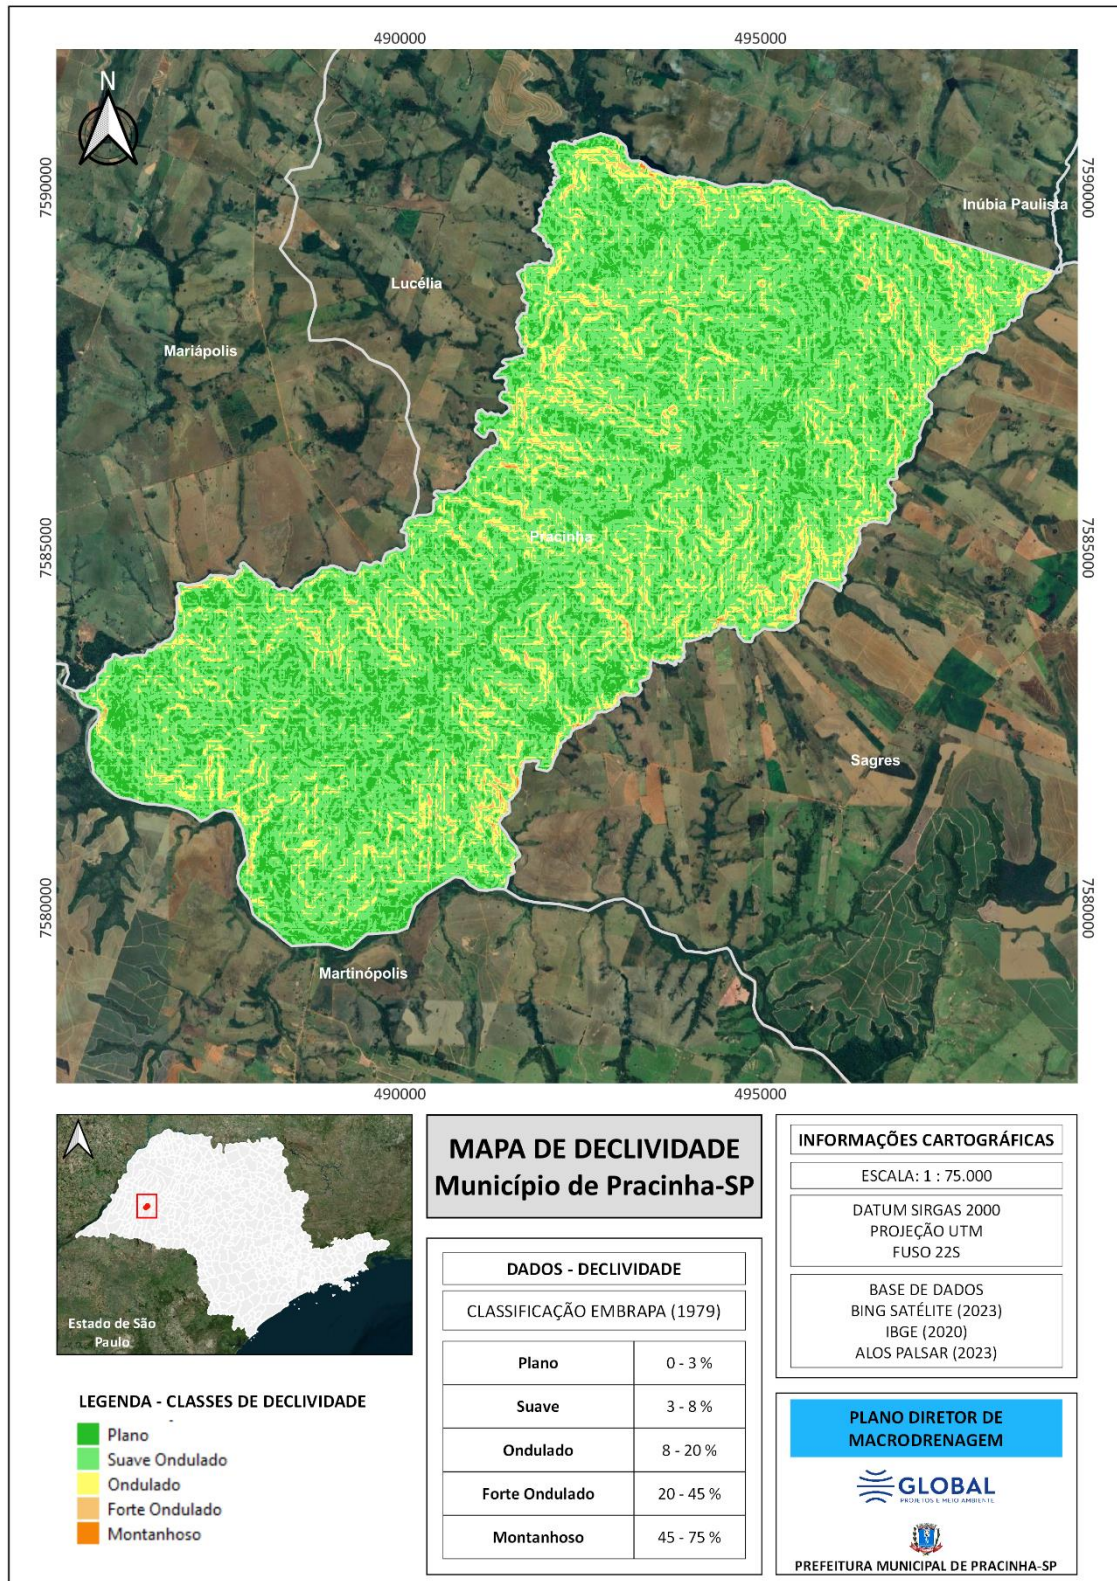 490000
495000
N
7590000
7590000
Inúbia Paulista
Lucélia
Mariápolis
7585000
Pracinha
7585000
Sagres
7580000
7580000
Martinópolis
490000
495000
Estado de São
Paulo
LEGENDA - CLASSES DE DECLIVIDADE
-
Plano
Suave Ondulado
Ondulado
Forte Ondulado
Montanhoso
MAPA DE DECLIVIDADE
Município de Pracinha-SP
DADOS - DECLIVIDADE
CLASSIFICAÇÃO EMBRAPA (1979)
Plano 0 - 3 %
Suave 3 - 8 %
Ondulado 8 - 20 %
Forte Ondulado 20 - 45 %
Montanhoso 45 - 75 %
INFORMAÇÕES CARTOGRÁFICAS
ESCALA: 1 : 75.000
DATUM SIRGAS 2000
PROJEÇÃO UTM
FUSO 22S
BASE DE DADOS
BING SATÉLITE (2023)
IBGE (2020)
ALOS PALSAR (2023)
PLANO DIRETOR DE
MACRODRENAGEM
GLOBAL
PROJETOS E MEIO AMBIENTE
PREFEITURA MUNICIPAL DE PRACINHA-SP